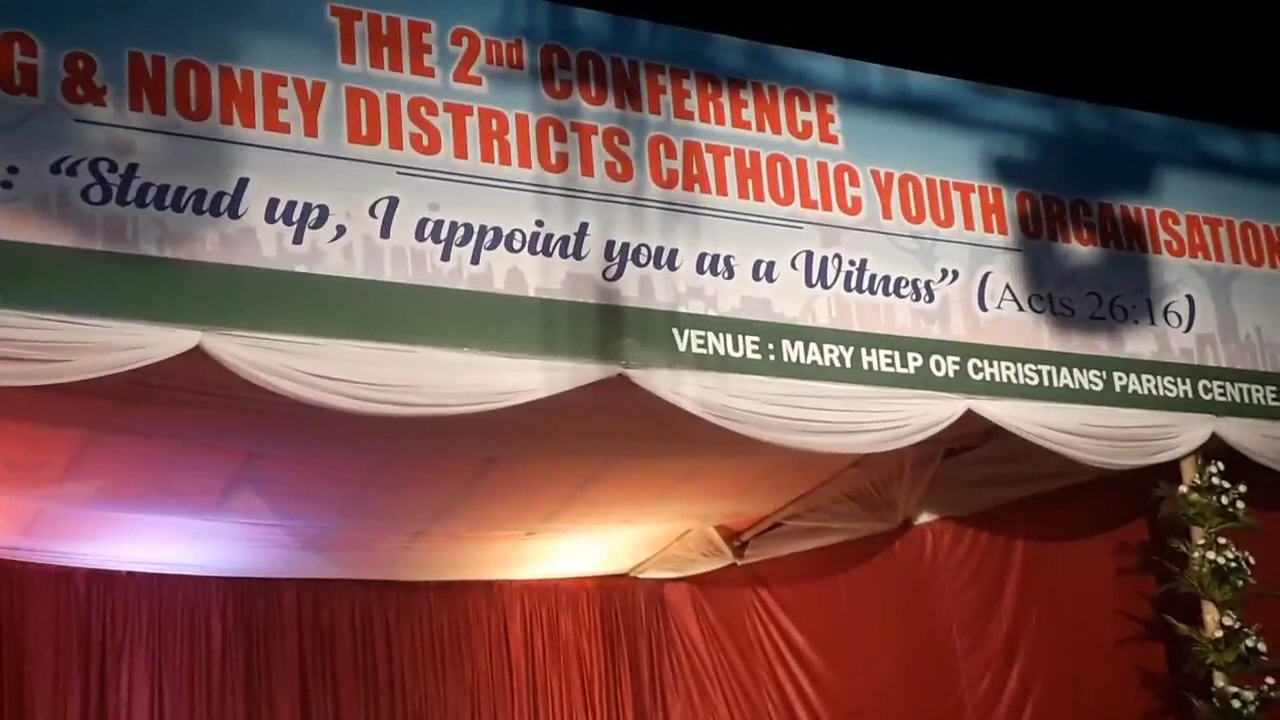 THE 2nd CONFERENCE
G & NONEY DISTRICTS CATHOLIC YOUTH ORGANISATION
: “Stand up, I appoint you as a Witness” (Acts 26:16)
VENUE : MARY HELP OF CHRISTIANS' PARISH CENTRE